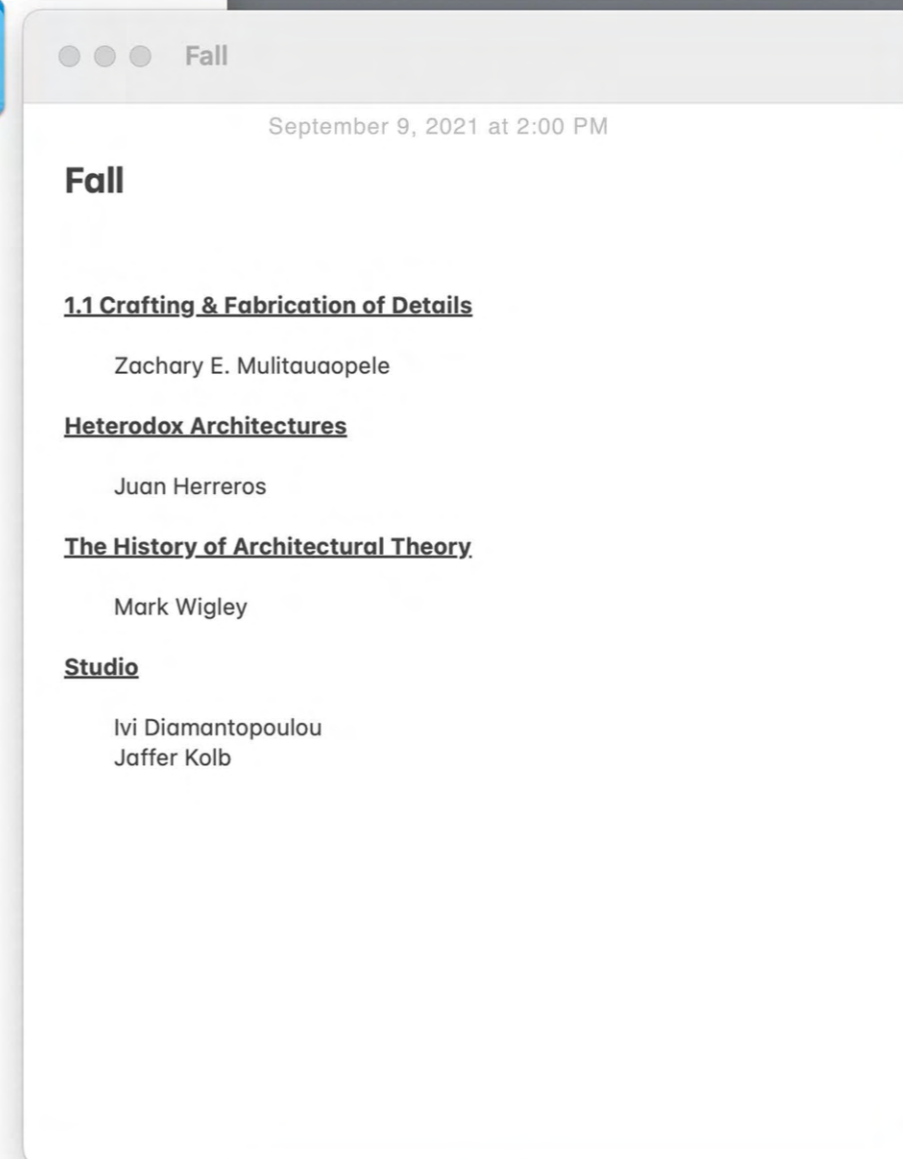 Fall
September 9, 2021 at 2:00 PM
Fall
1.1 Crafting & Fabrication of Details
Zachary E. Mulitauaopele
Heterodox Architectures
Juan Herreros
The History of Architectural Theory
Mark Wigley
Studio
Ivi Diamantopoulou
Jaffer Kolb